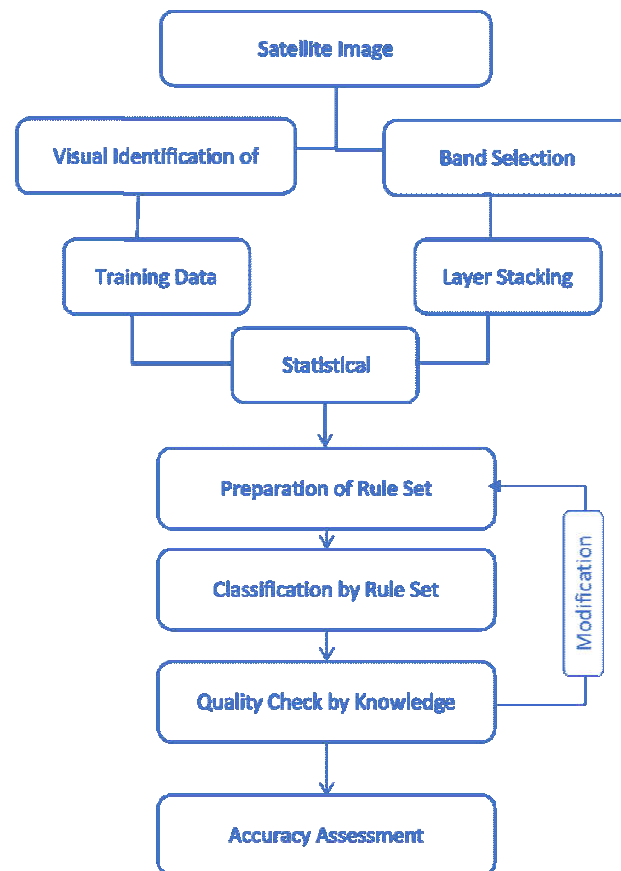 Satellite Image
Visual Identification of
Band Selection
Training Data
Layer Stacking
Statistical
Preparation of Rule Set
Classification by Rule Set
Modification
Quality Check by Knowledge
Accuracy Assessment